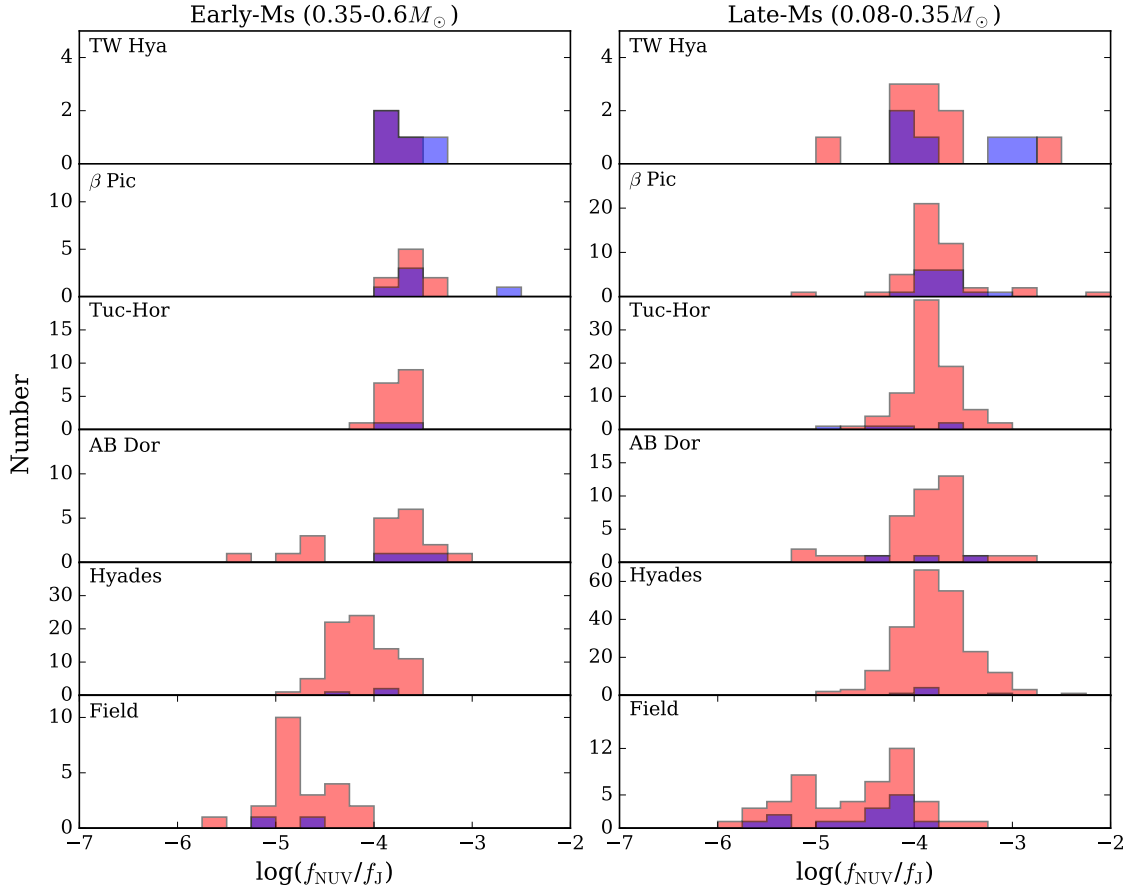 Early-Ms (0.35-0.6M☉)
Late-Ms (0.08-0.35M☉)
TW Hya
4
2
0
TW Hya
4
2
0
β Pic
10
5
0
β Pic
20
10
0
Tuc-Hor
15
10
5
0
Tuc-Hor
30
20
10
0
Number
AB Dor
10
5
0
AB Dor
15
10
5
0
Hyades
30
20
10
0
Hyades
60
40
20
0
Field
10
5
0
Field
12
5
0
−7 −6 −5 −4 −3 −2
−7 −6 −5 −4 −3 −2
log(f_NUV/f_J)
log(f_NUV/f_J)